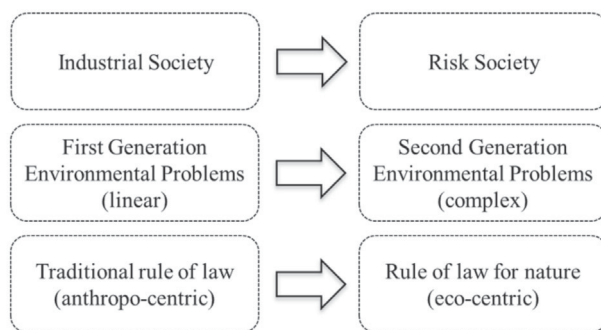 Industrial Society
Risk Society
First Generation
Environmental Problems
(linear)
Second Generation
Environmental Problems
(complex)
Traditional rule of law
(anthropo-centric)
Rule of law for nature
(eco-centric)